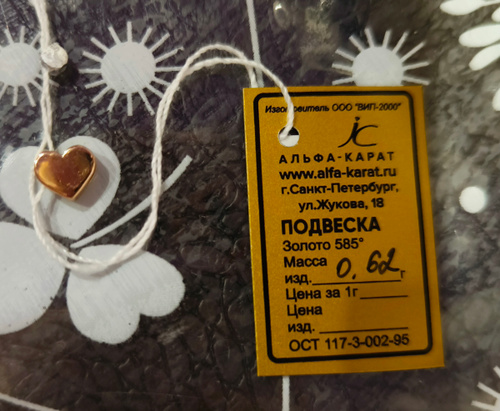 Изготовитель ООО "ВИП-2000"
АЛЬФА-КАРАТ
www.alfa-karat.ru
г.Санкт-Петербург,
ул.Жукова, 18
ПОДВЕСКА
Золото 585°
Масса
изд. 0,62 г
Цена за 1г
Цена
изд.
ОСТ 117-3-002-95